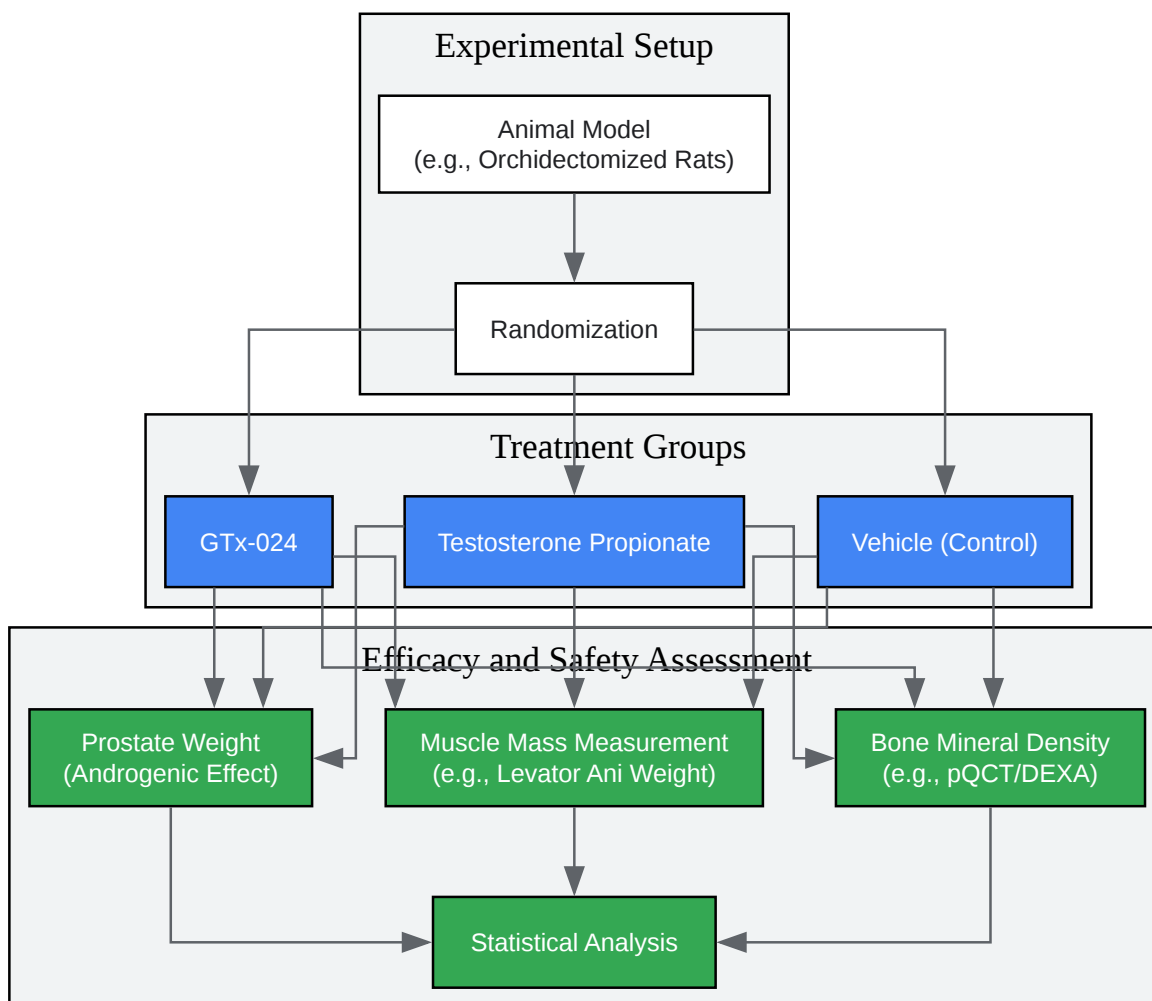 Experimental Setup
Animal Model
(e.g., Orchidectomized Rats)
Randomization
Treatment Groups
GTx-024
Testosterone Propionate
Vehicle (Control)
Efficacy and Safety Assessment
Prostate Weight
(Androgenic Effect)
Muscle Mass Measurement
(e.g., Levator Ani Weight)
Bone Mineral Density
(e.g., pQCT/DEXA)
Statistical Analysis